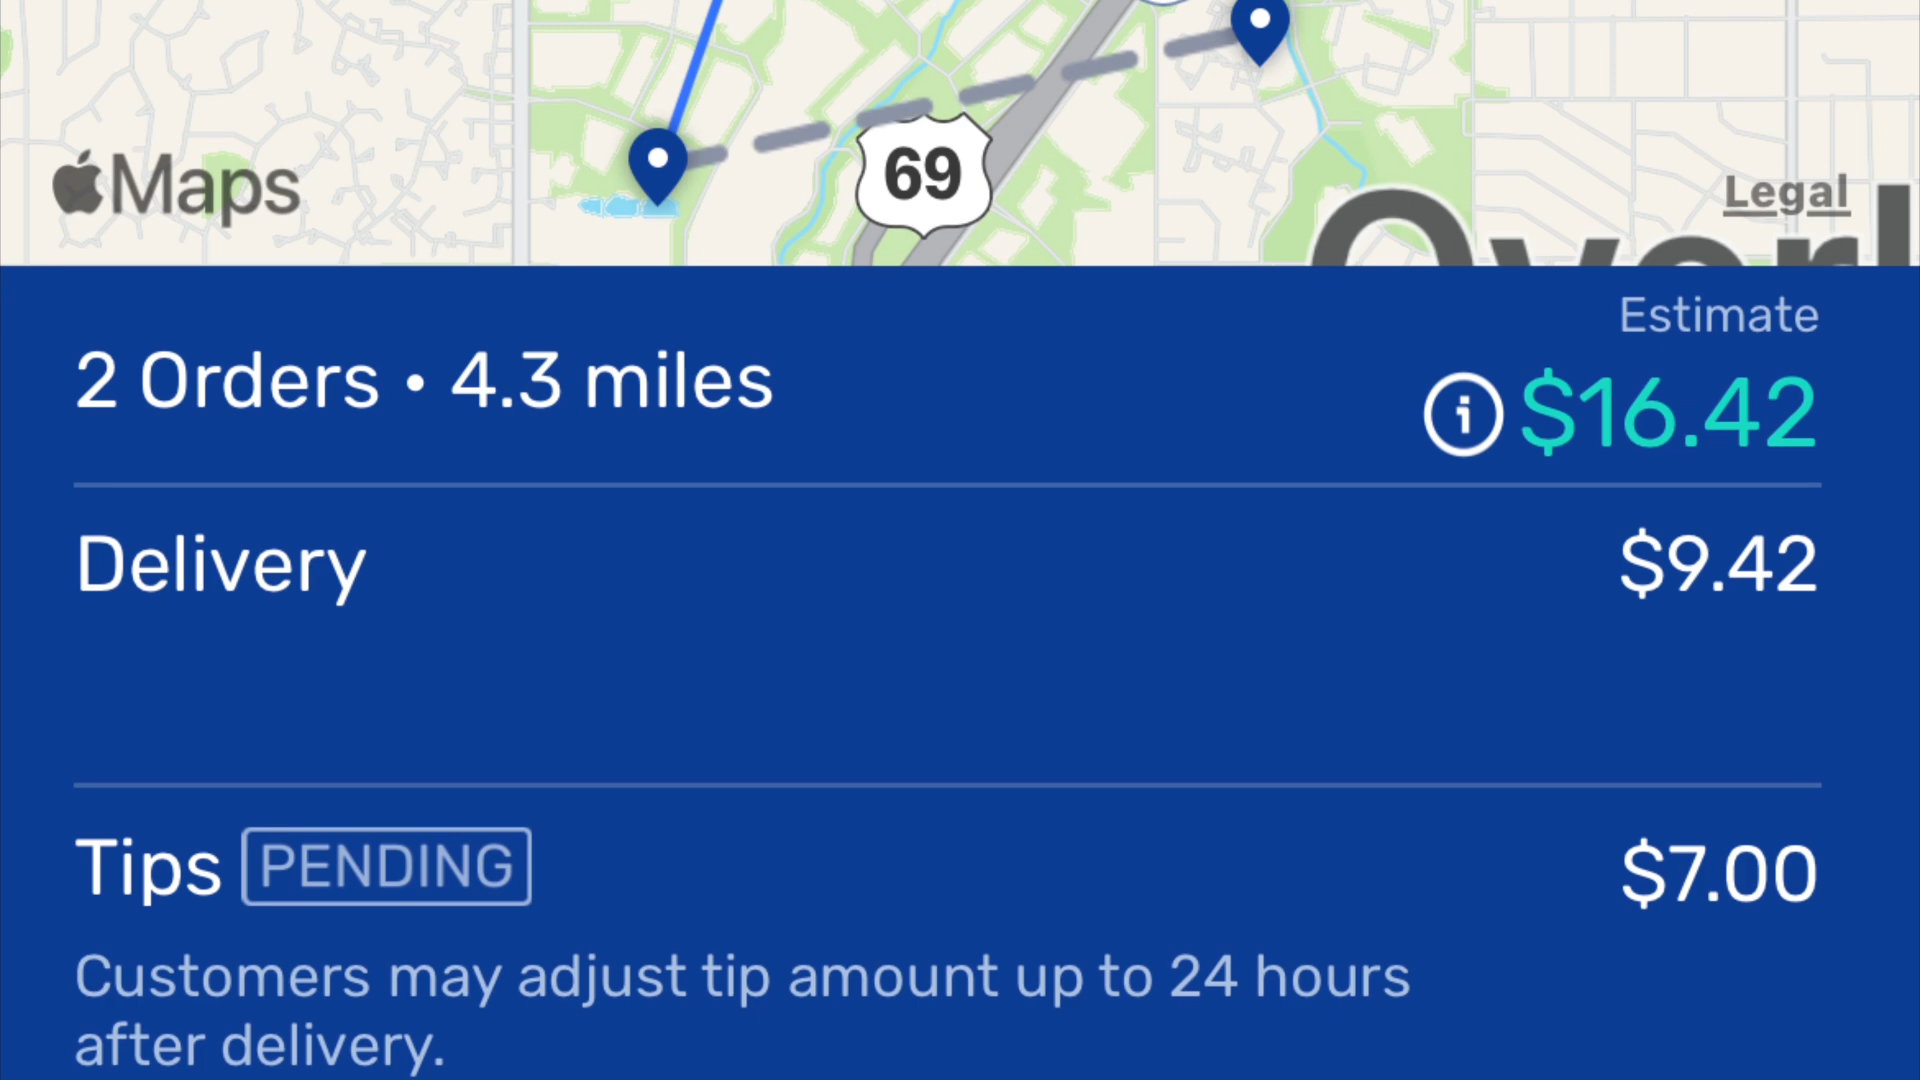 Maps
69
Legal
Overl
Estimate
2 Orders • 4.3 miles
$16.42
Delivery
$9.42
Tips PENDING
$7.00
Customers may adjust tip amount up to 24 hours
after delivery.